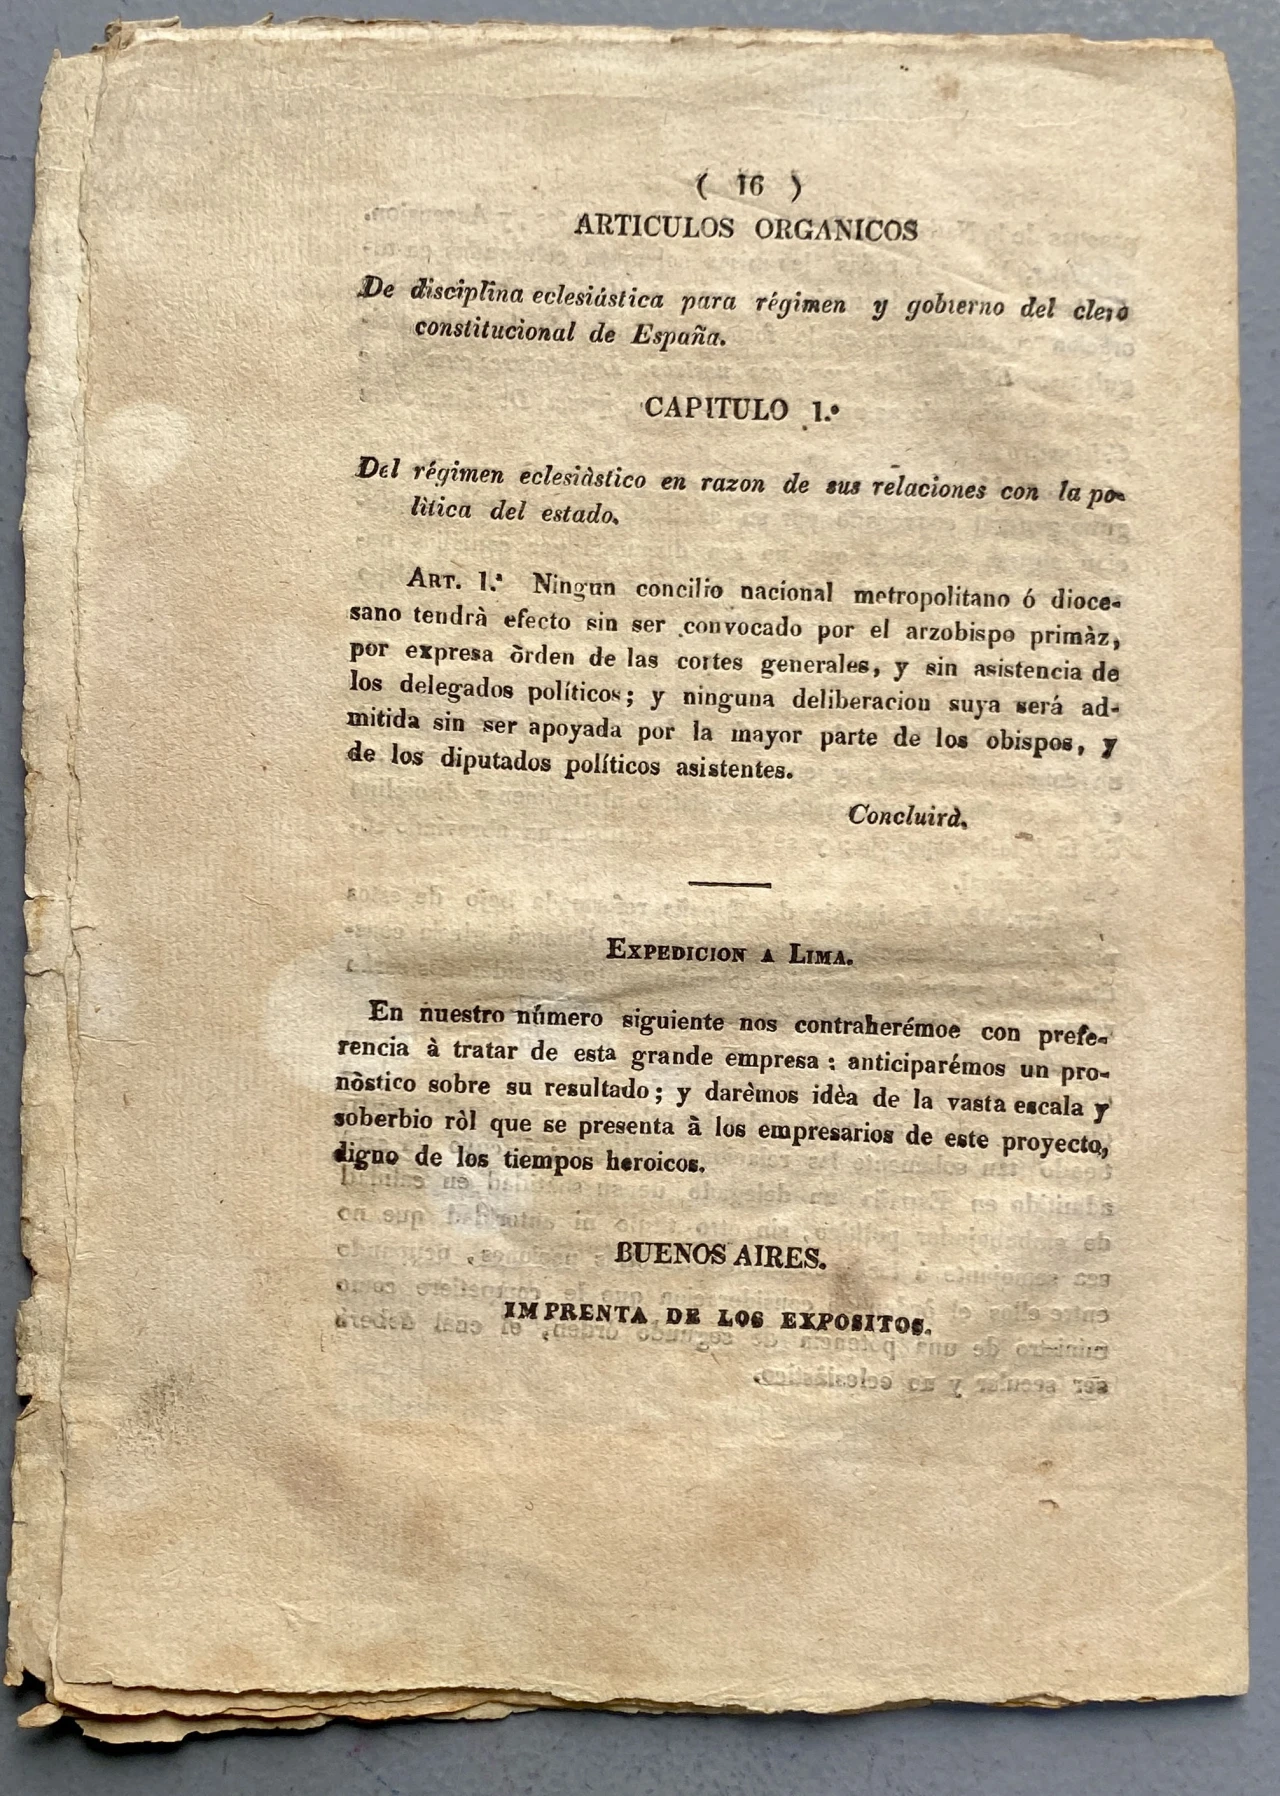 ( 16 )
ARTICULOS ORGANICOS
De disciplina eclesiástica para régimen y gobierno del clero
constitucional de España.
CAPITULO 1.º
Del régimen eclesiàstico en razon de sus relaciones con la po-
lìtica del estado.
ART. 1.ª Ningun concilio nacional metropolitano ó dioce-
sano tendrà efecto sin ser convocado por el arzobispo primàz,
por expresa òrden de las cortes generales, y sin asistencia de
los delegados políticos; y ninguna deliberacion suya será ad-
mitida sin ser apoyada por la mayor parte de los obispos, y
de los diputados políticos asistentes.
Concluirà.
EXPEDICION A LIMA.
En nuestro número siguiente nos contraherémoe con prefe-
rencia à tratar de esta grande empresa : anticiparémos un pro-
nòstico sobre su resultado ; y darèmos idèa de la vasta escala y
soberbio ròl que se presenta à los empresarios de este proyecto,
digno de los tiempos heroicos.
BUENOS AIRES.
IMPRENTA DE LOS EXPOSITOS.